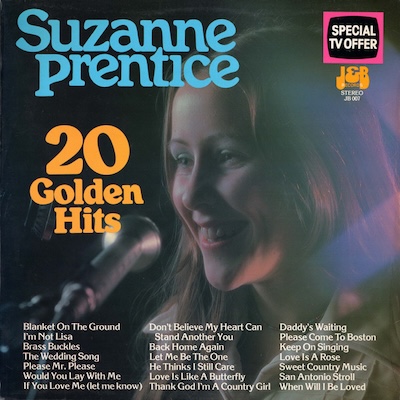 Suzanne
prentice
SPECIAL
TV OFFER
J&B
RECORDS
STEREO
JB 007
20
Golden
Hits
Blanket On The Ground
I'm Not Lisa
Brass Buckles
The Wedding Song
Please Mr. Please
Would You Lay With Me
If You Love Me (let me know)
Don't Believe My Heart Can
Stand Another You
Back Home Again
Let Me Be The One
He Thinks I Still Care
Love Is Like A Butterfly
Thank God I'm A Country Girl
Daddy's Waiting
Please Come To Boston
Keep On Singing
Love Is A Rose
Sweet Country Music
San Antonio Stroll
When Will I Be Loved